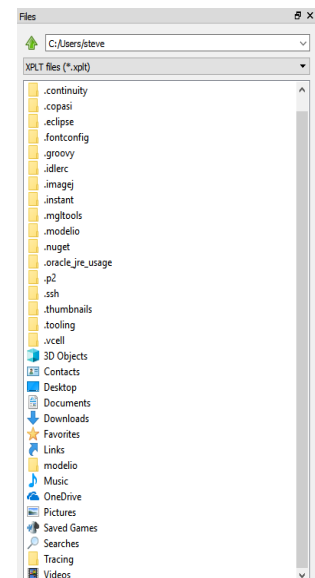 Files
C:/Users/steve
XPLT files (*.xplt)
.continuity
.copasi
.eclipse
.fontconfig
.groovy
.idlerc
.imagej
.instant
.mgltools
.modelio
.nuget
.oracle_jre_usage
.p2
.ssh
.thumbnails
.tooling
.vcell
3D Objects
Contacts
Desktop
Documents
Downloads
Favorites
Links
modelio
Music
OneDrive
Pictures
Saved Games
Searches
Tracing
Videos